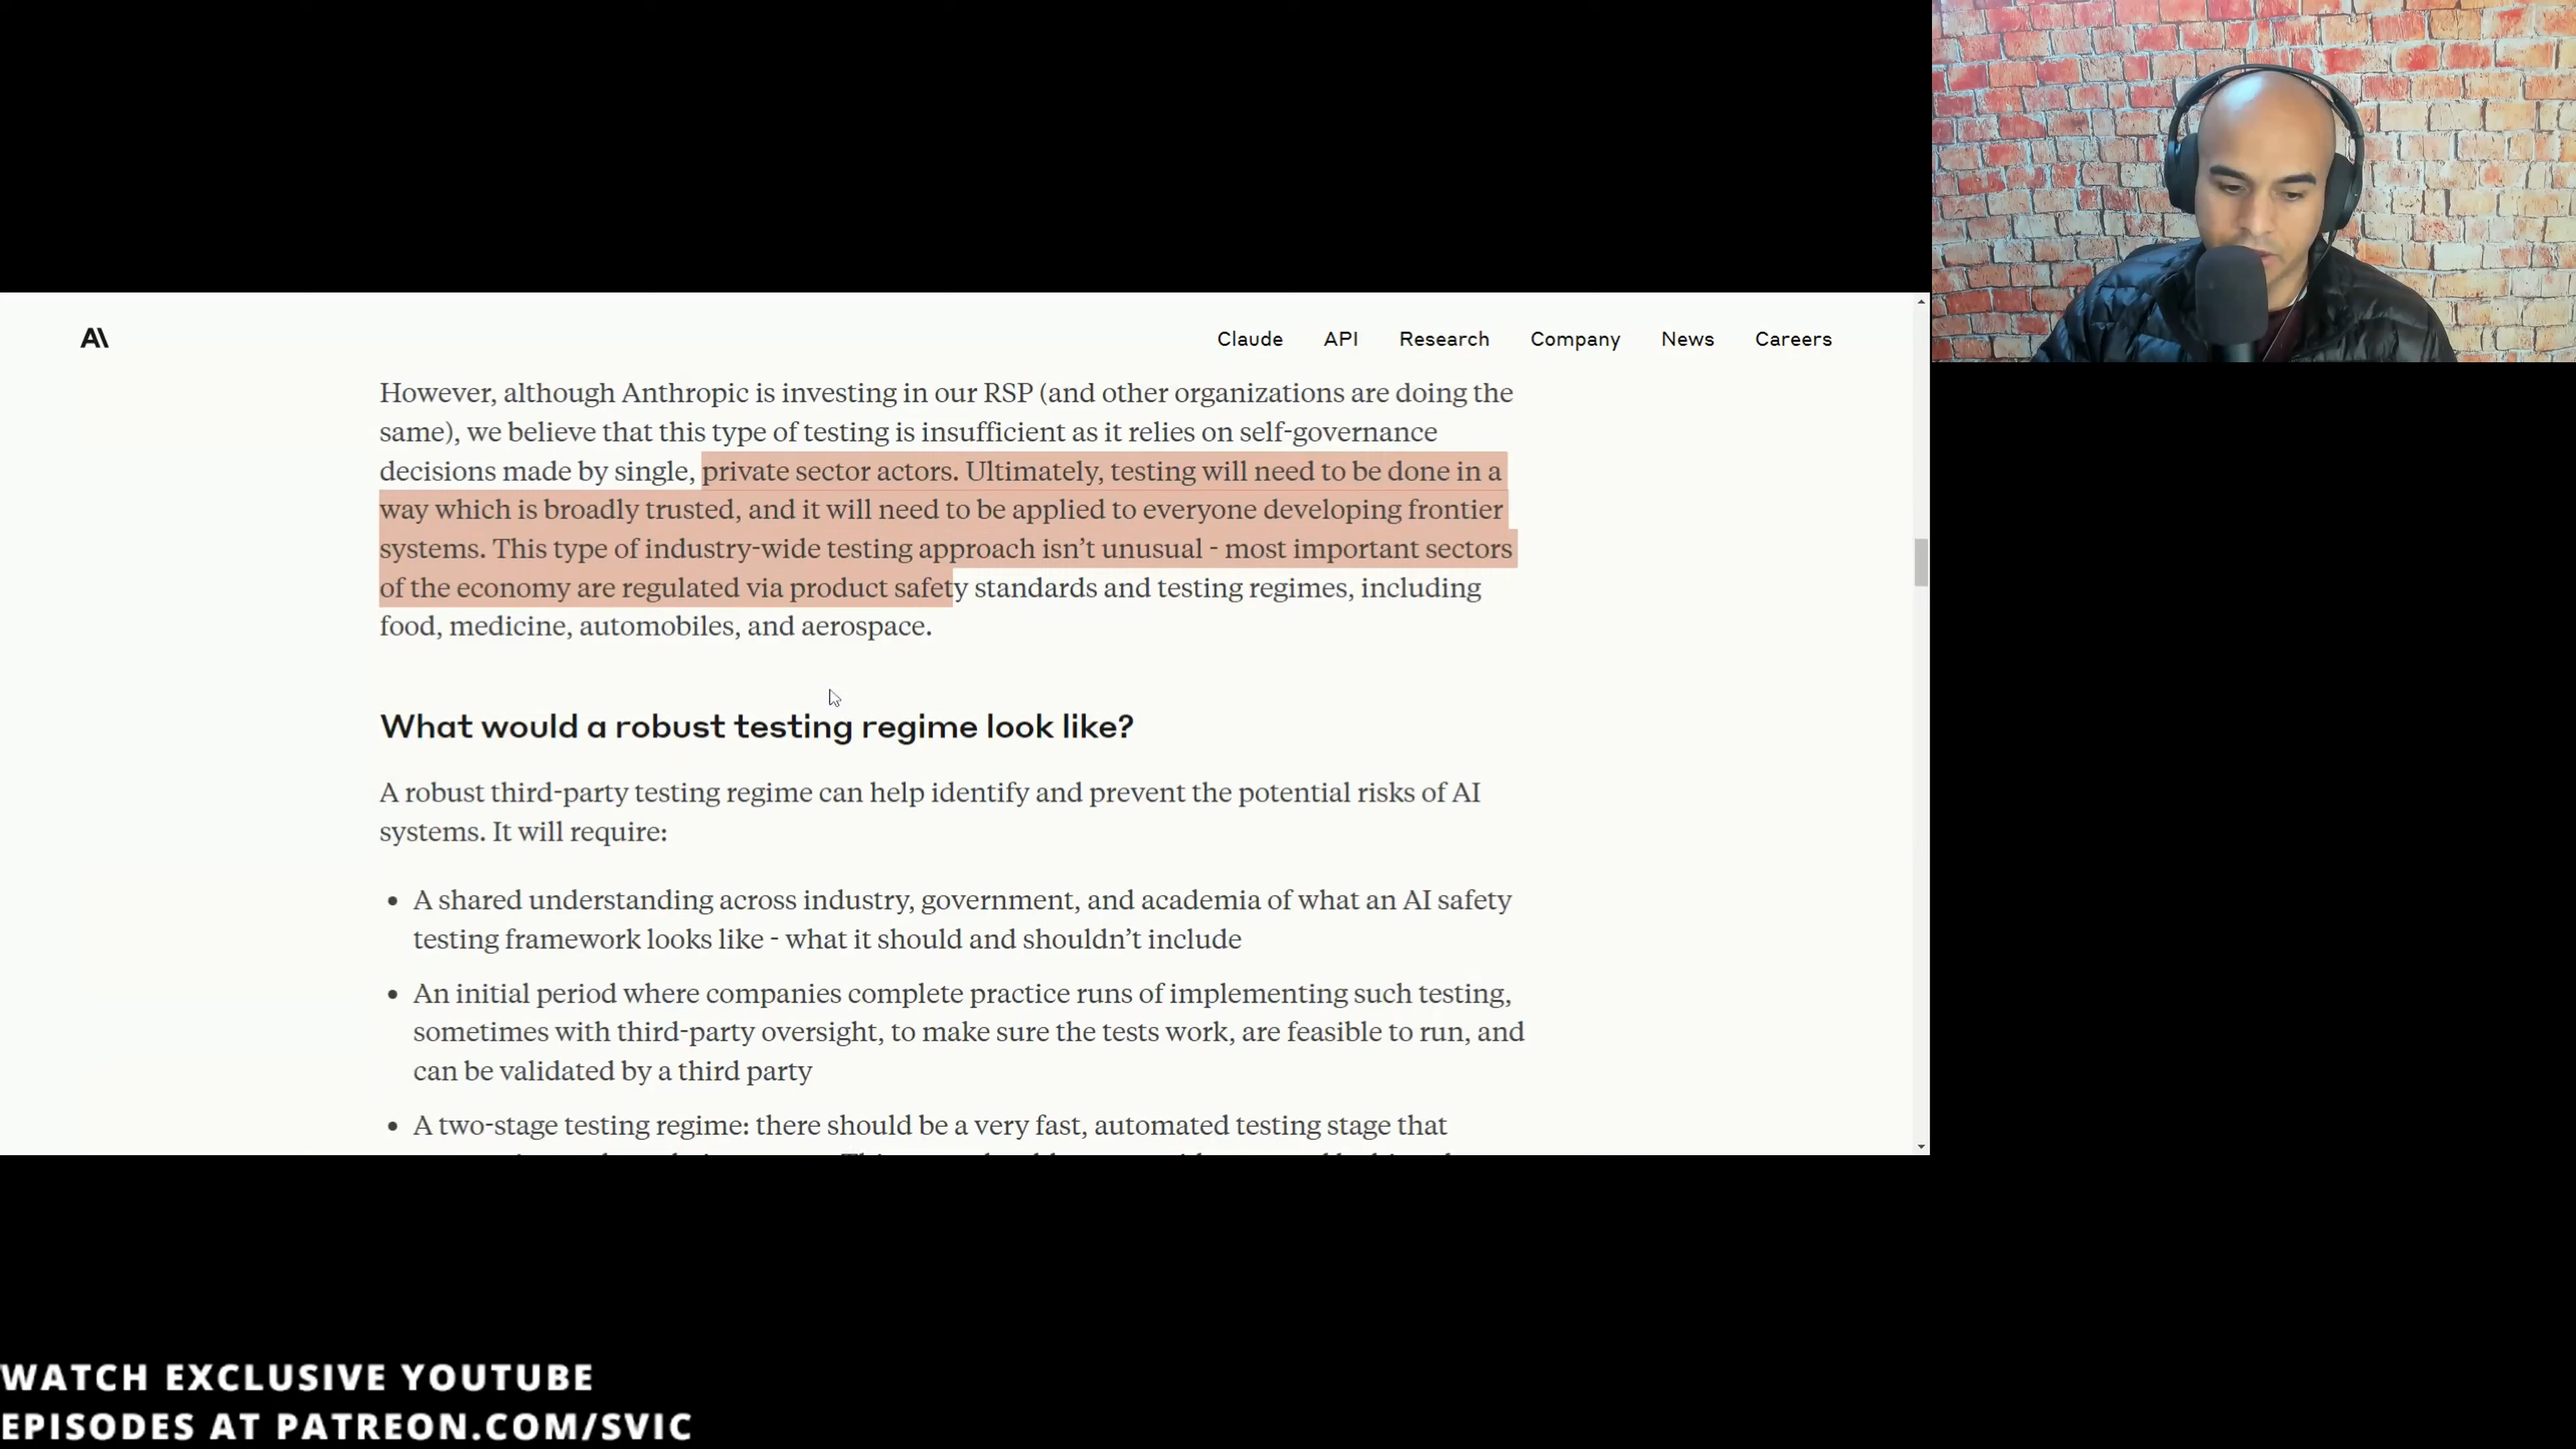 Claude API Research Company News Careers
However, although Anthropic is investing in our RSP (and other organizations are doing the
same), we believe that this type of testing is insufficient as it relies on self-governance
decisions made by single, private sector actors. Ultimately, testing will need to be done in a
way which is broadly trusted, and it will need to be applied to everyone developing frontier
systems. This type of industry-wide testing approach isn’t unusual - most important sectors
of the economy are regulated via product safety standards and testing regimes, including
food, medicine, automobiles, and aerospace.
What would a robust testing regime look like?
A robust third-party testing regime can help identify and prevent the potential risks of AI
systems. It will require:
• A shared understanding across industry, government, and academia of what an AI safety
testing framework looks like - what it should and shouldn’t include
• An initial period where companies complete practice runs of implementing such testing,
sometimes with third-party oversight, to make sure the tests work, are feasible to run, and
can be validated by a third party
• A two-stage testing regime: there should be a very fast, automated testing stage that
WATCH EXCLUSIVE YOUTUBE
EPISODES AT PATREON.COM/SVIC